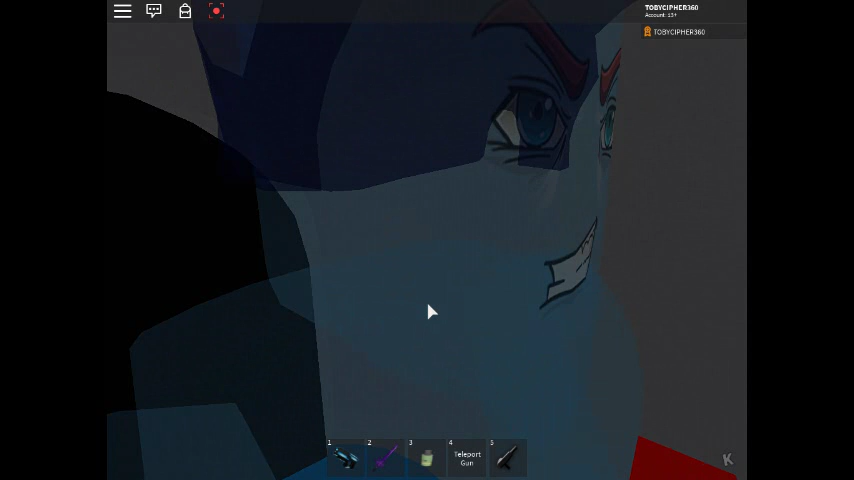 TOBYCIPHER360
Account: 13+
TOBYCIPHER360
1
2
3
4
5
Teleport
Gun
K